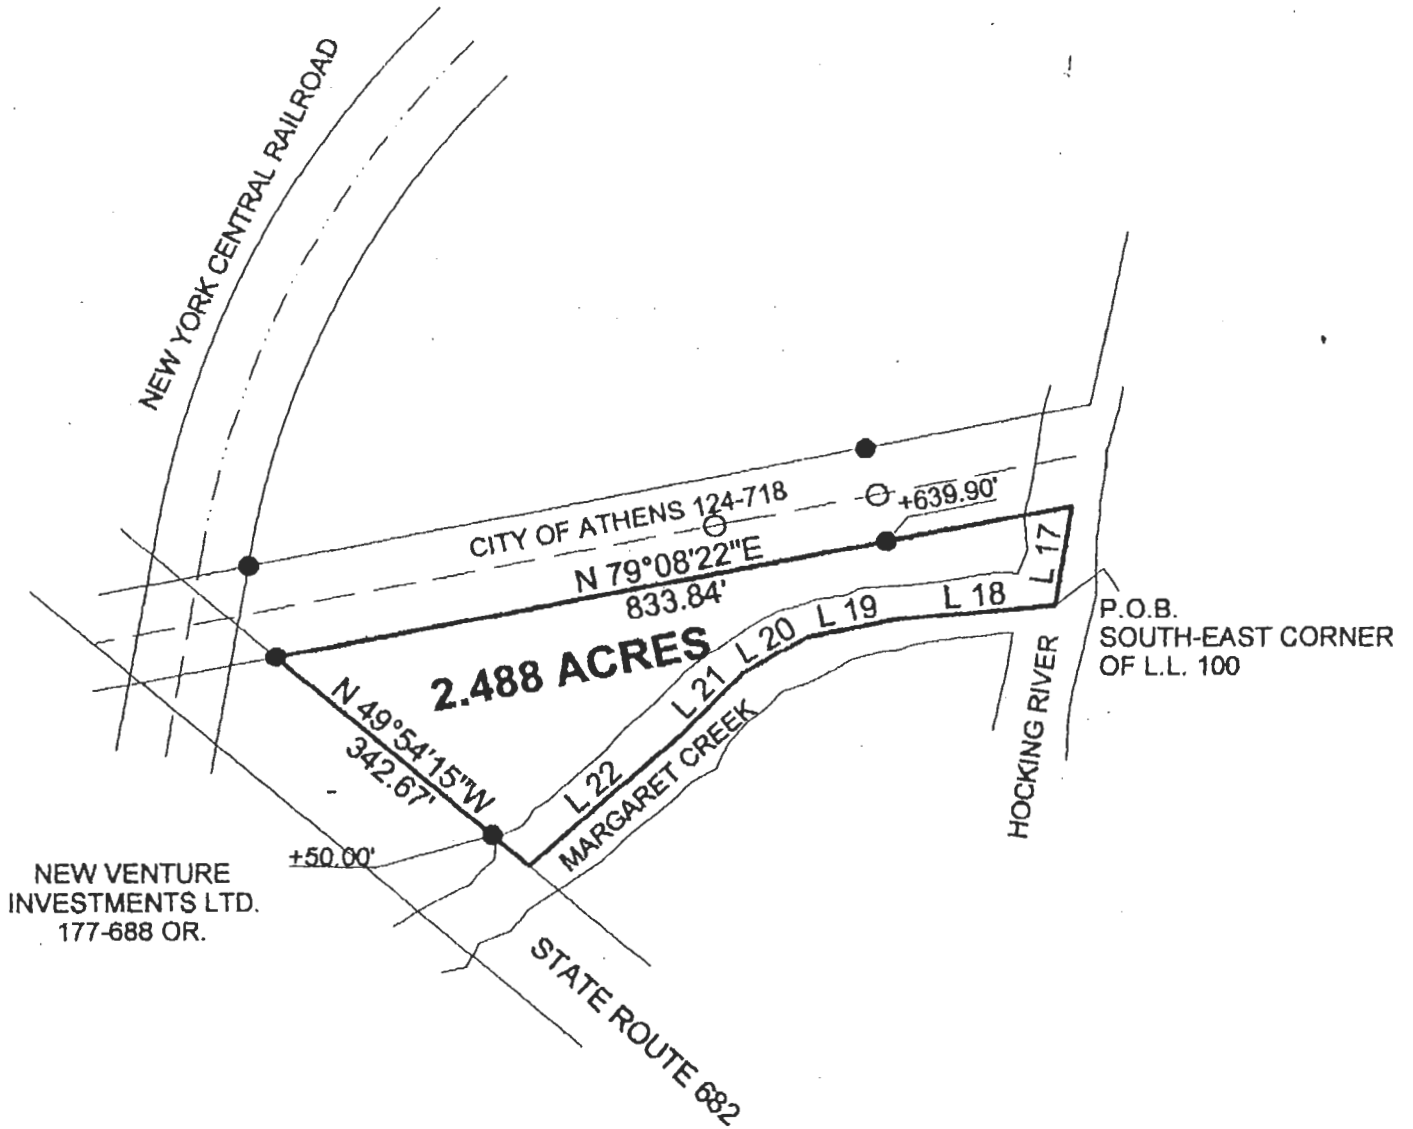 NEW YORK CENTRAL RAILROAD
CITY OF ATHENS 124-718
+639.90'
N 79°08'22"E
833.84'
L 17
L 18
L 19
L 20
L 21
L 22
P.O.B.
SOUTH-EAST CORNER
OF L.L. 100
2.488 ACRES
N 49°54'15"W
342.67'
MARGARET CREEK
HOCKING RIVER
+50.00'
NEW VENTURE
INVESTMENTS LTD.
177-688 OR.
STATE ROUTE 682